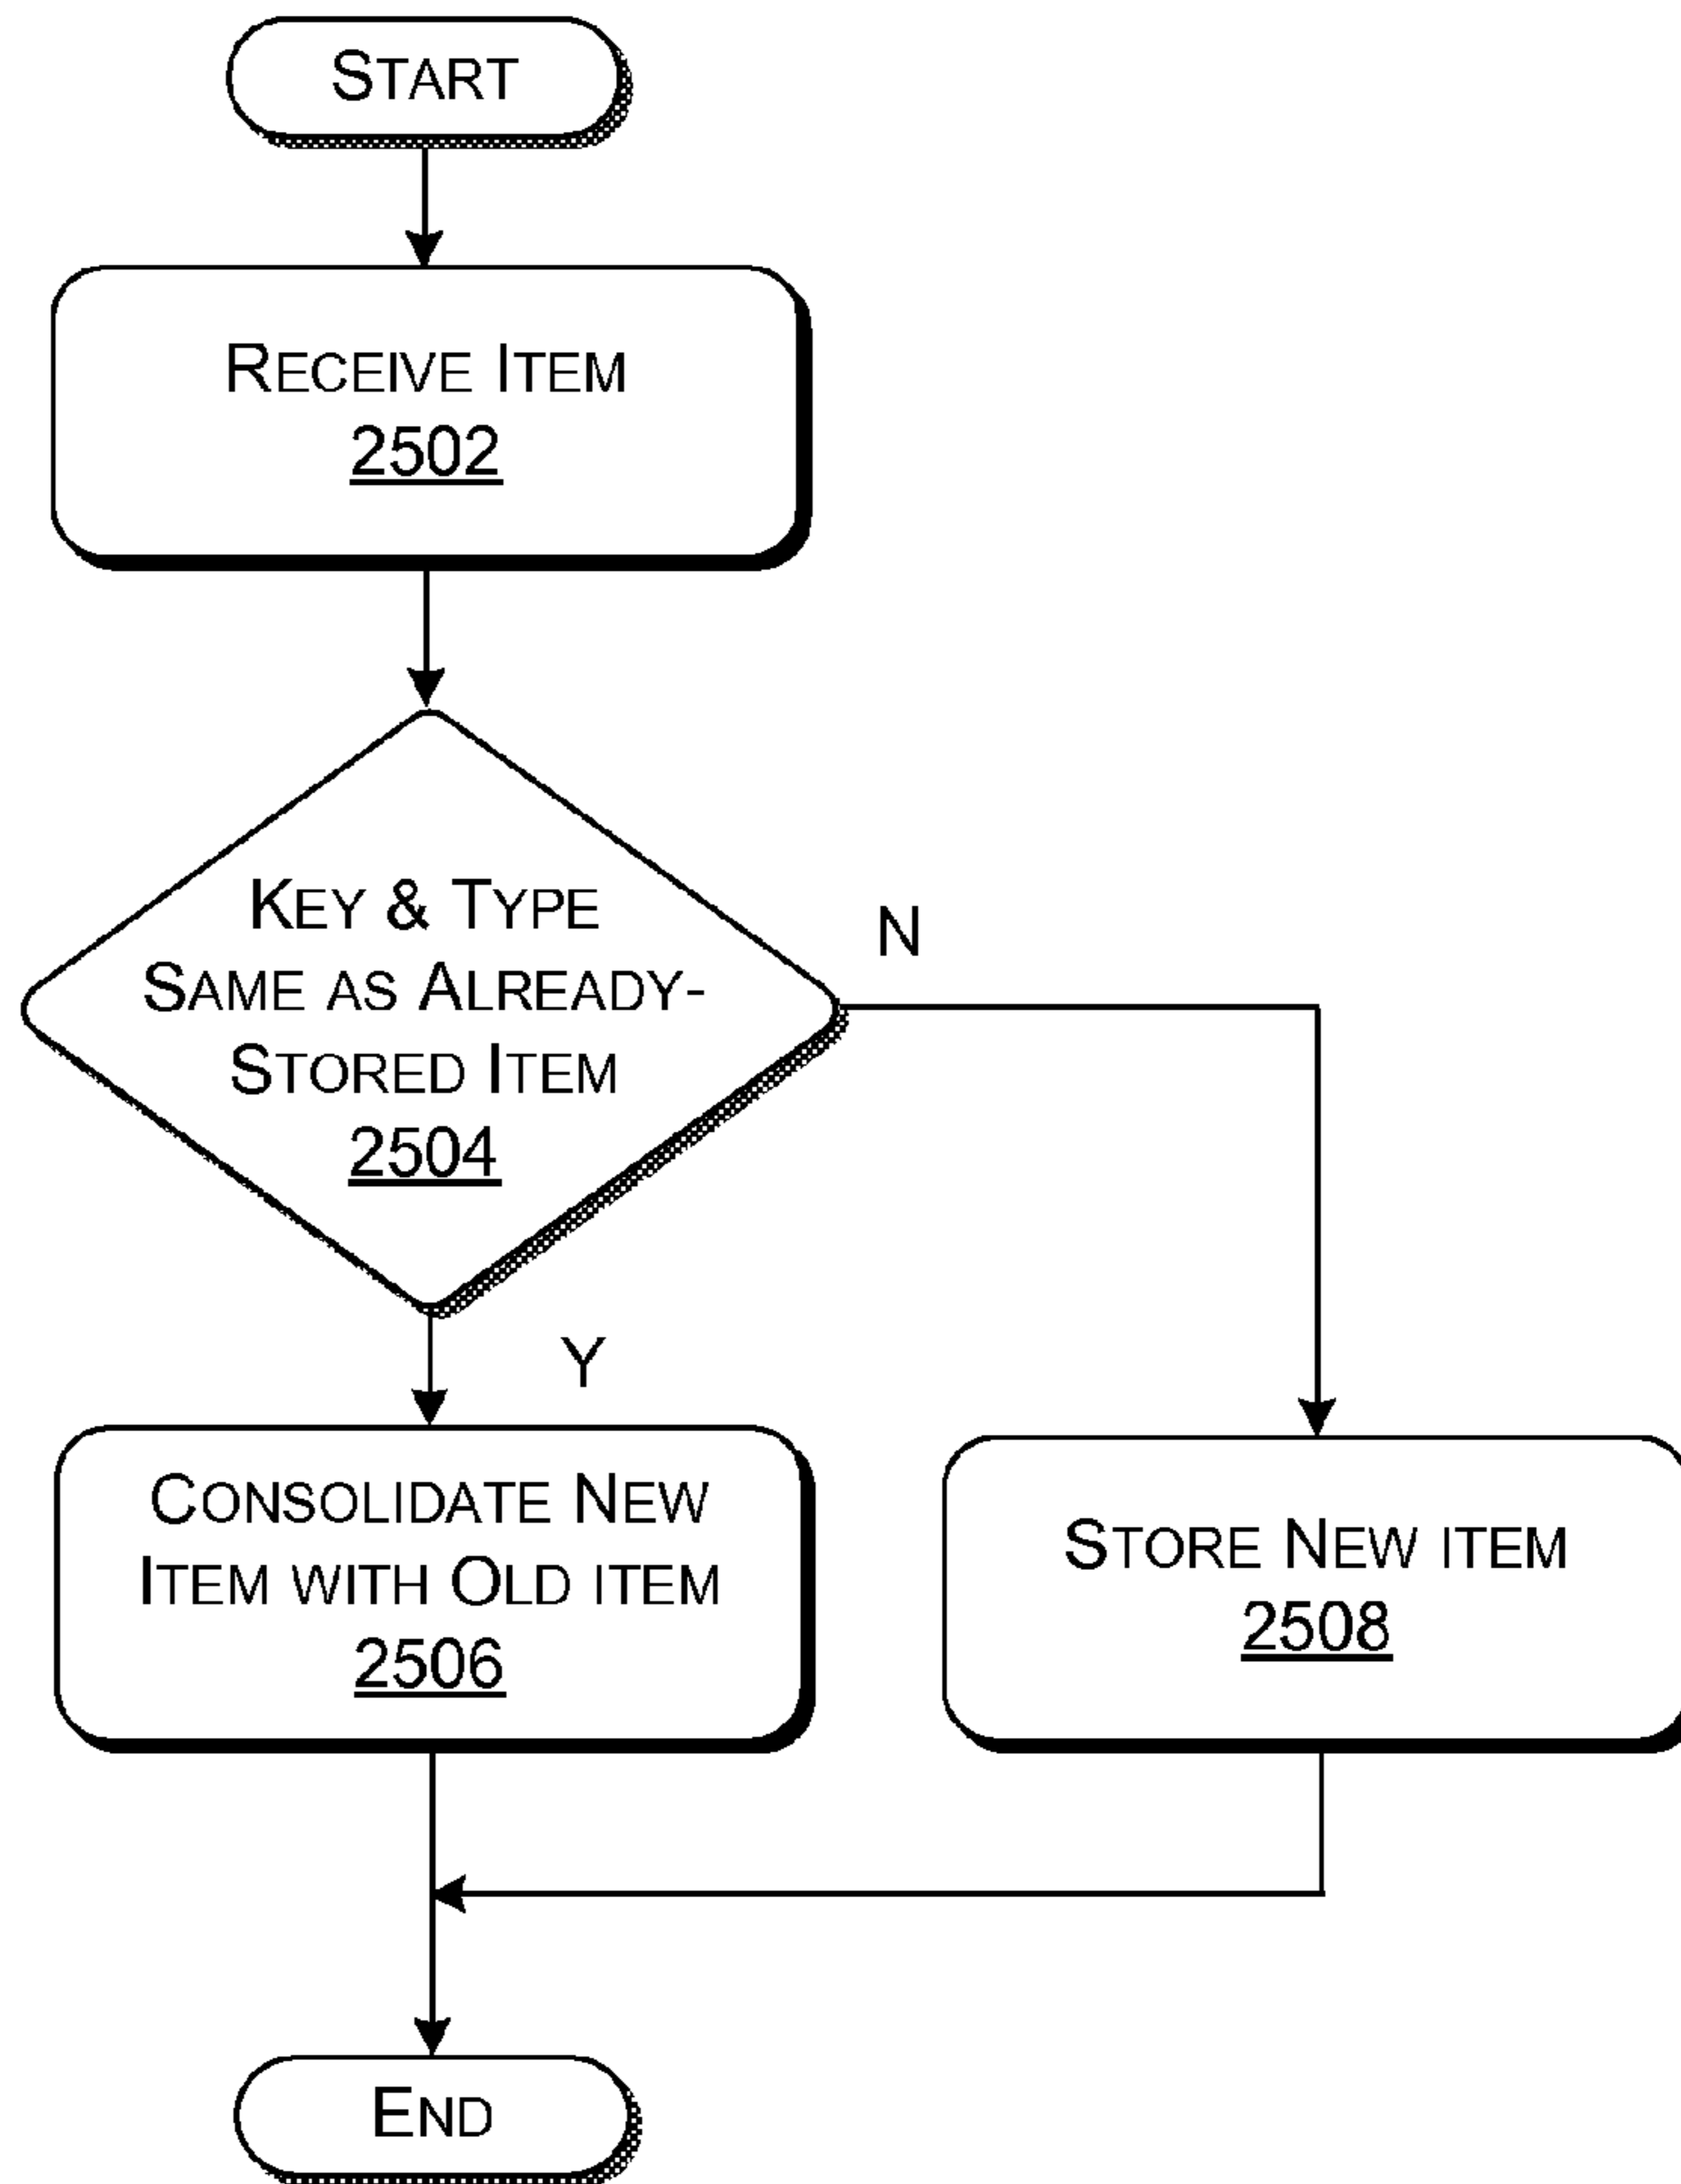 START
RECEIVE ITEM
2502
KEY & TYPE
SAME AS ALREADY-
STORED ITEM
2504
N
Y
CONSOLIDATE NEW
ITEM WITH OLD ITEM
2506
STORE NEW ITEM
2508
END